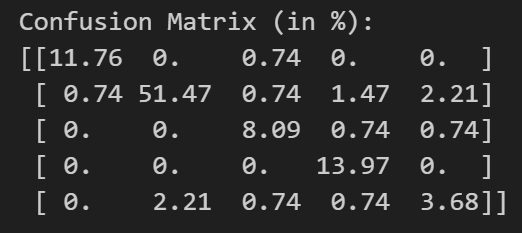 Confusion Matrix (in %):
[[11.76  0.    0.74  0.    0.  ]
 [ 0.74 51.47  0.74  1.47  2.21]
 [ 0.    0.    8.09  0.74  0.74]
 [ 0.    0.    0.   13.97  0.  ]
 [ 0.    2.21  0.74  0.74  3.68]]